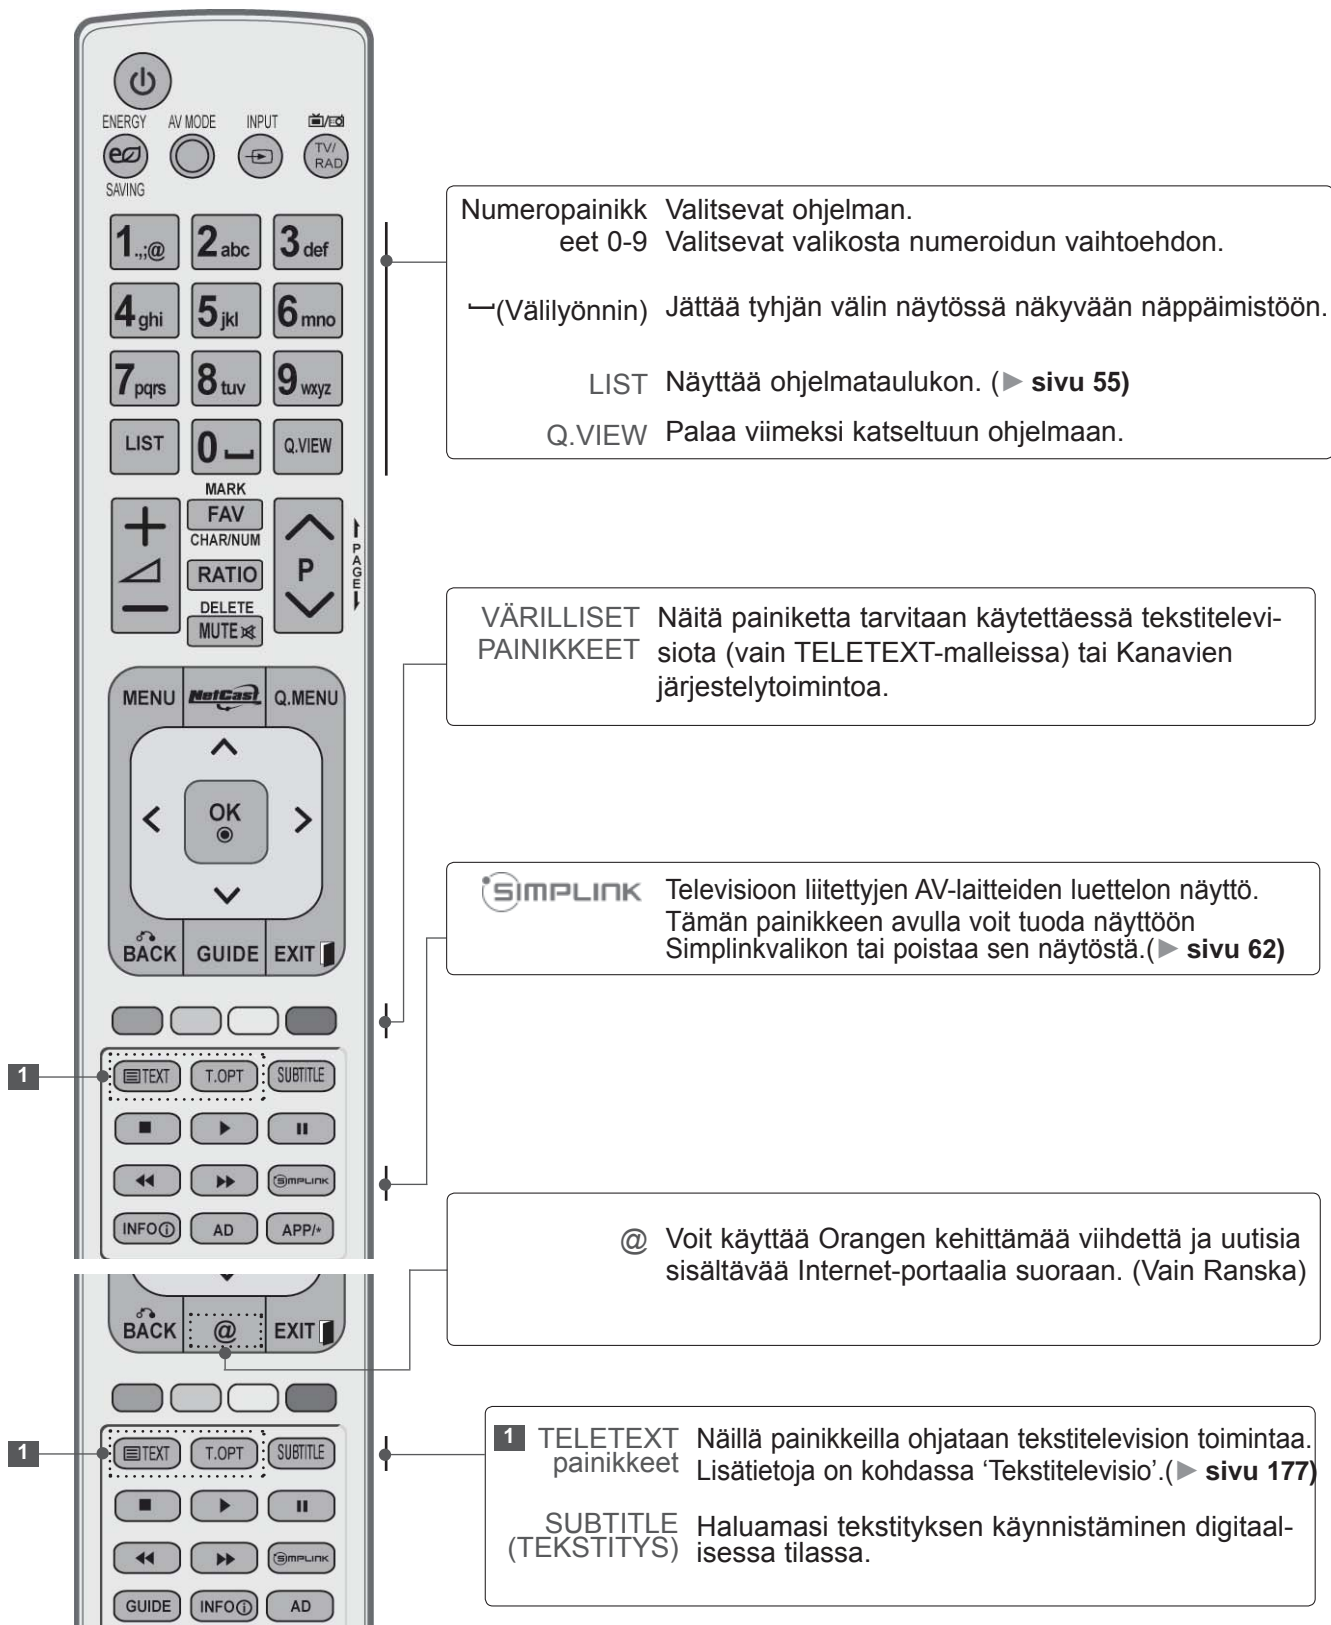 ENERGY AV MODE INPUT
TV/
RAD
SAVING
1.,;@ 2abc 3def
4ghi 5jkl 6mno
7pqrs 8tuv 9wxyz
LIST 0 Q.VIEW
MARK
FAV
CHAR/NUM
RATIO
P
PAGE
DELETE
MUTE
MENU NetCast Q.MENU
OK
BACK GUIDE EXIT
1
TEXT T.OPT SUBTITLE
SIMPLINK
INFO AD APP/*
BACK @ EXIT
1
TEXT T.OPT SUBTITLE
SIMPLINK
GUIDE INFO AD
Numeropainikk Valitsevat ohjelman.
eet 0-9 Valitsevat valikosta numeroidun vaihtoehdon.
(Välilyönnin) Jättää tyhjän välin näytössä näkyvään näppäimistöön.
LIST Näyttää ohjelmataulukon. (► sivu 55)
Q.VIEW Palaa viimeksi katseltuun ohjelmaan.
VÄRILLISET Näitä painiketta tarvitaan käytettäessä tekstitelevi-
PAINIKKEET siota (vain TELETEXT-malleissa) tai Kanavien
järjestelytoimintoa.
SIMPLINK Televisioon liitettyjen AV-laitteiden luettelon näyttö.
Tämän painikkeen avulla voit tuoda näyttöön
Simplinkvalikon tai poistaa sen näytöstä.(► sivu 62)
@ Voit käyttää Orangen kehittämää viihdettä ja uutisia
sisältävää Internet-portaalia suoraan. (Vain Ranska)
1 TELETEXT Näillä painikkeilla ohjataan tekstitelevision toimintaa.
painikkeet Lisätietoja on kohdassa ‘Tekstitelevisio’.(► sivu 177)
SUBTITLE Haluamasi tekstityksen käynnistäminen digitaal-
(TEKSTITYS) isessa tilassa.